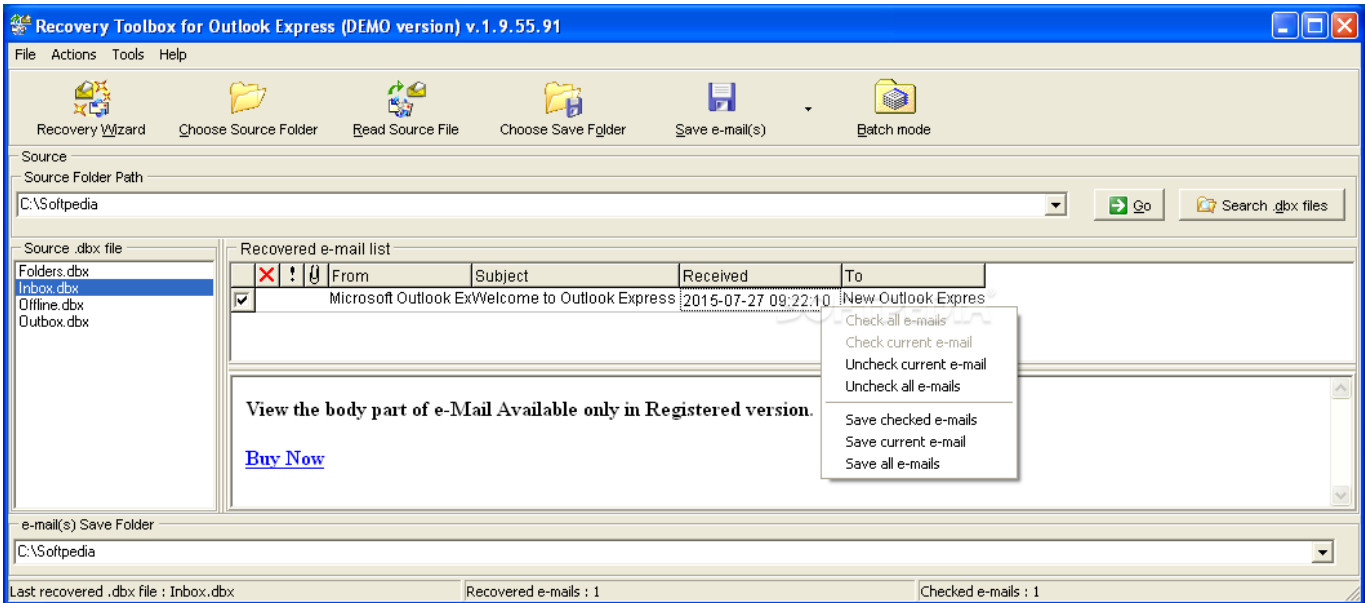 Recovery Toolbox for Outlook Express (DEMO version) v.1.9.55.91
File Actions Tools Help
Recovery Wizard Choose Source Folder Read Source File Choose Save Folder Save e-mail(s) Batch mode
Source
Source Folder Path
C:\Softpedia Go Search .dbx files
Source .dbx file Recovered e-mail list
Folders.dbx
Inbox.dbx
Offline.dbx
Outbox.dbx
From Subject Received To
Microsoft Outlook Ex Welcome to Outlook Express 2015-07-27 09:22:10 New Outlook Expres
SOFTPEDIA
Check all e-mails
Check current e-mail
Uncheck current e-mail
Uncheck all e-mails
Save checked e-mails
Save current e-mail
Save all e-mails
View the body part of e-Mail Available only in Registered version.
Buy Now
e-mail(s) Save Folder
C:\Softpedia
Last recovered .dbx file : Inbox.dbx Recovered e-mails : 1 Checked e-mails : 1